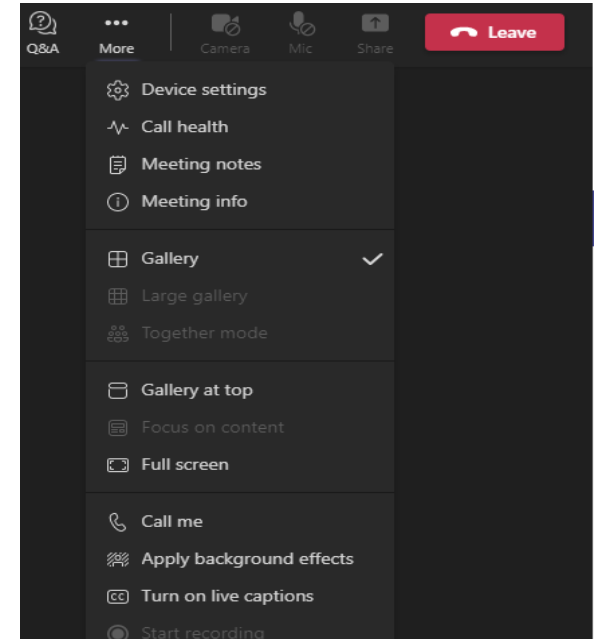 Q&A More Camera Mic Share Leave
Device settings
Call health
Meeting notes
Meeting info
Gallery
Large gallery
Together mode
Gallery at top
Focus on content
Full screen
Call me
Apply background effects
CC Turn on live captions
Start recording